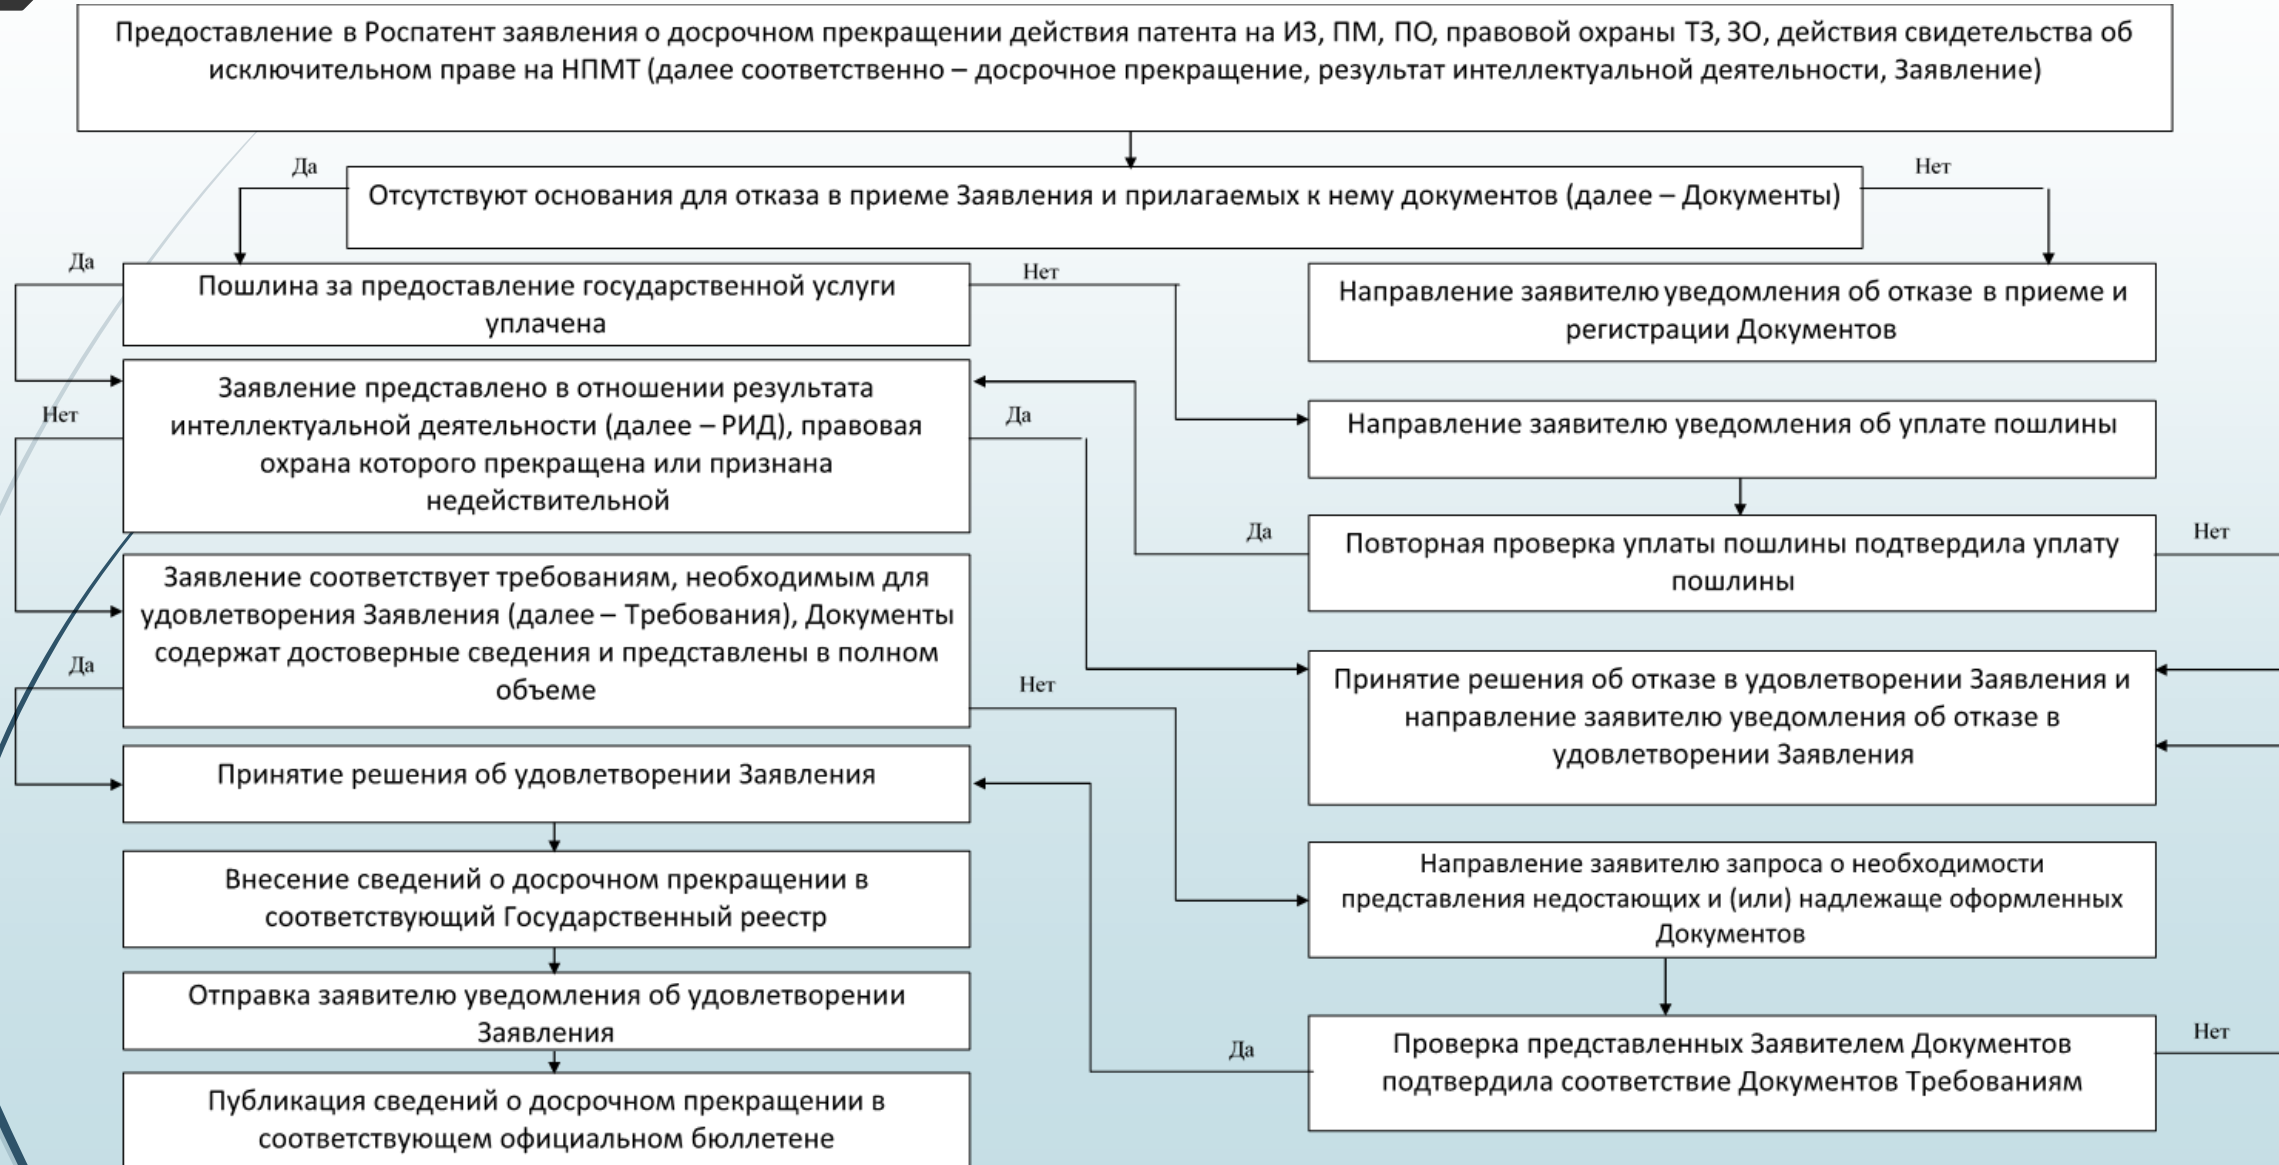 Предоставление в Роспатент заявления о досрочном прекращении действия патента на ИЗ, ПМ, ПО, правовой охраны ТЗ, ЗО, действия свидетельства об
исключительном праве на НПМТ (далее соответственно – досрочное прекращение, результат интеллектуальной деятельности, Заявление)
Да
Нет
Отсутствуют основания для отказа в приеме Заявления и прилагаемых к нему документов (далее – Документы)
Да
Пошлина за предоставление государственной услуги
уплачена
Нет
Направление заявителю уведомления об отказе в приеме и
регистрации Документов
Заявление представлено в отношении результата
интеллектуальной деятельности (далее – РИД), правовая
охрана которого прекращена или признана
недействительной
Нет
Да
Направление заявителю уведомления об уплате пошлины
Да
Повторная проверка уплаты пошлины подтвердила уплату
пошлины
Нет
Заявление соответствует требованиям, необходимым для
удовлетворения Заявления (далее – Требования), Документы
содержат достоверные сведения и представлены в полном
объеме
Да
Нет
Принятие решения об отказе в удовлетворении Заявления и
направление заявителю уведомления об отказе в
удовлетворении Заявления
Принятие решения об удовлетворении Заявления
Внесение сведений о досрочном прекращении в
соответствующий Государственный реестр
Направление заявителю запроса о необходимости
представления недостающих и (или) надлежаще оформленных
Документов
Отправка заявителю уведомления об удовлетворении
Заявления
Да
Проверка представленных Заявителем Документов
подтвердила соответствие Документов Требованиям
Нет
Публикация сведений о досрочном прекращении в
соответствующем официальном бюллетене